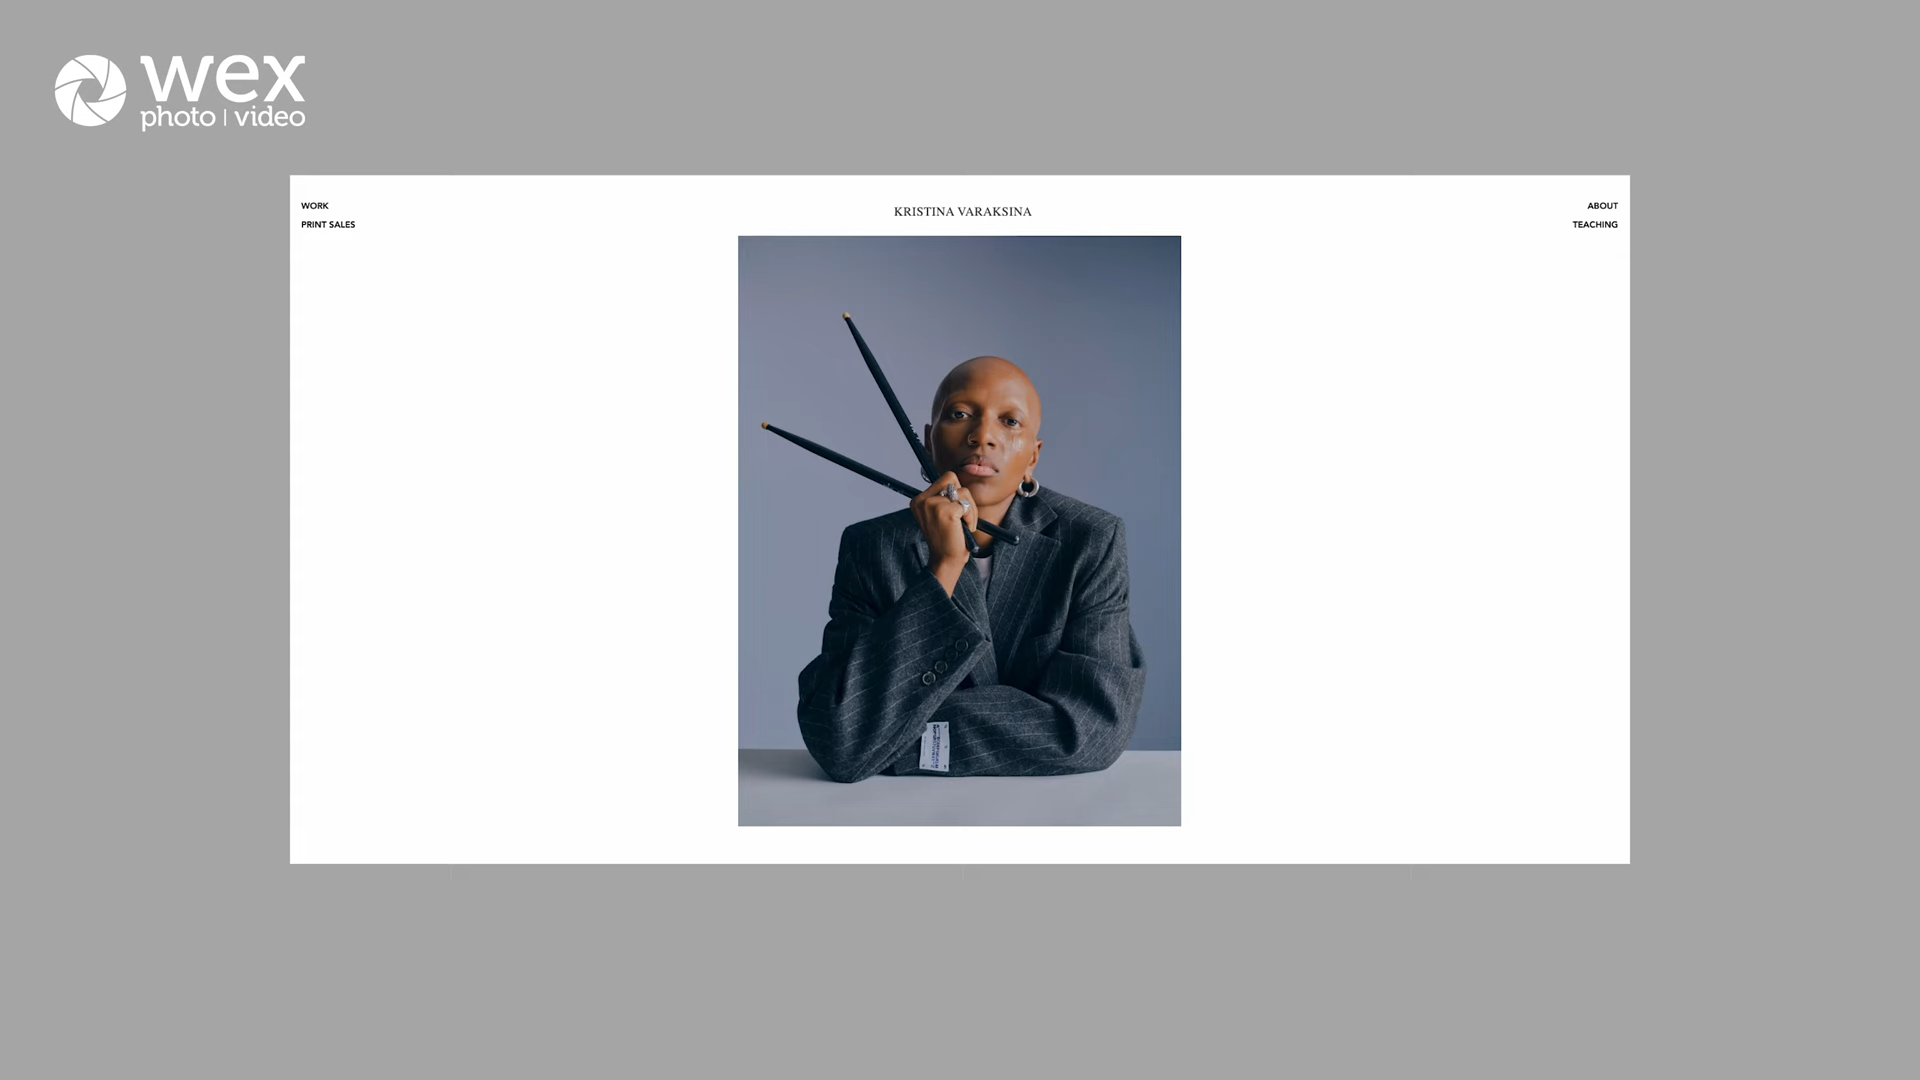 wex
photo | video
WORK
PRINT SALES
KRISTINA VARAKSINA
ABOUT
TEACHING